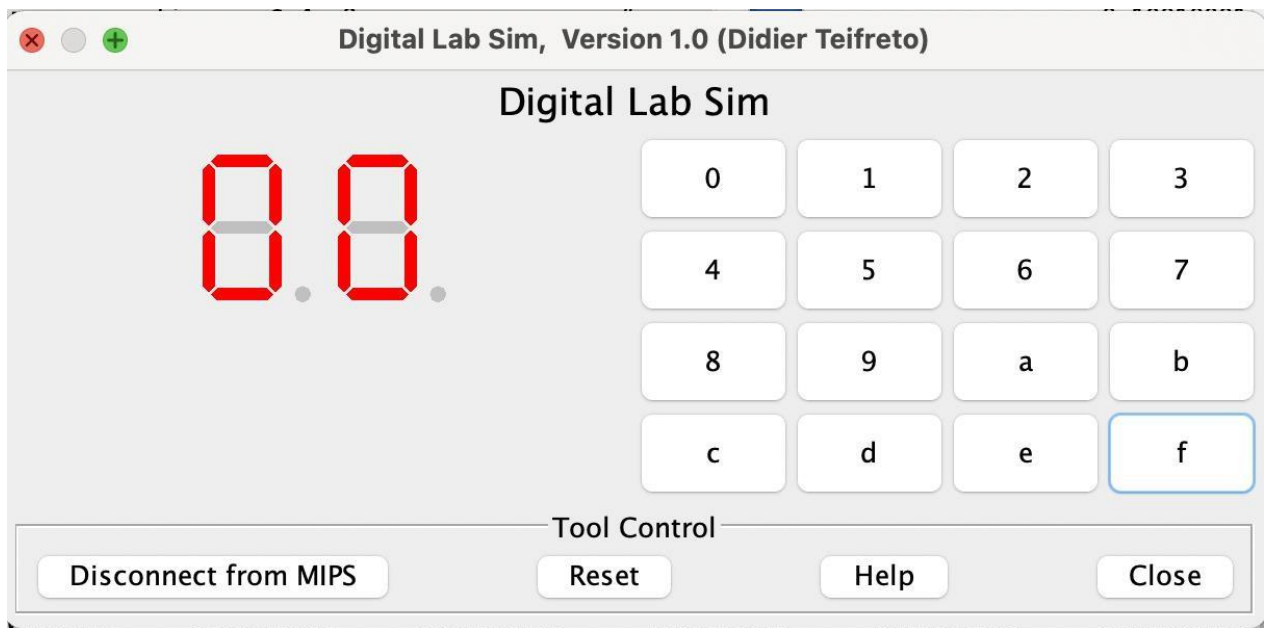 Digital Lab Sim, Version 1.0 (Didier Teifreto)
Digital Lab Sim
00
0 1 2 3
4 5 6 7
8 9 a b
c d e f
Tool Control
Disconnect from MIPS Reset Help Close